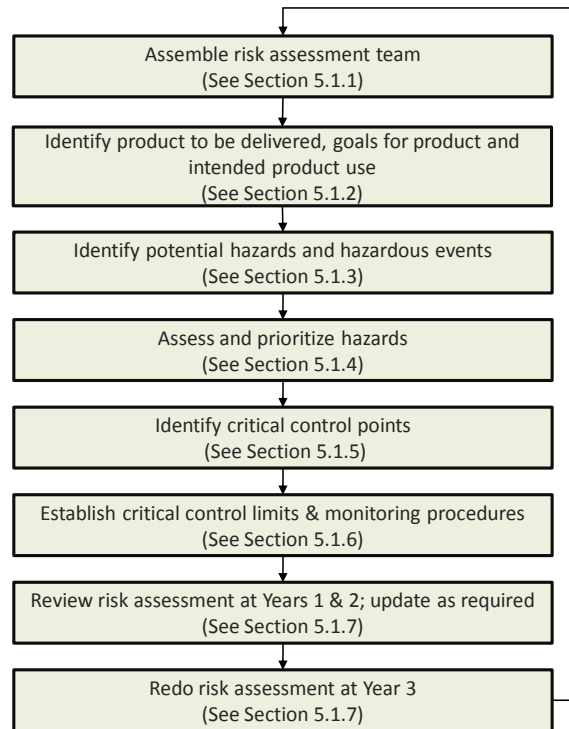 Assemble risk assessment team
(See Section 5.1.1)
Identify product to be delivered, goals for product and
intended product use
(See Section 5.1.2)
Identify potential hazards and hazardous events
(See Section 5.1.3)
Assess and prioritize hazards
(See Section 5.1.4)
Identify critical control points
(See Section 5.1.5)
Establish critical control limits & monitoring procedures
(See Section 5.1.6)
Review risk assessment at Years 1 & 2; update as required
(See Section 5.1.7)
Redo risk assessment at Year 3
(See Section 5.1.7)